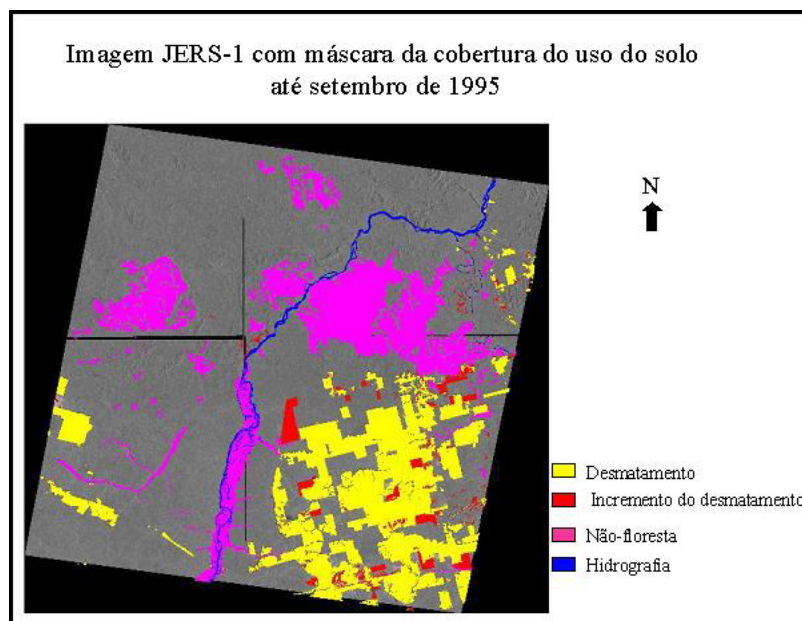 Imagem JERS-1 com máscara da cobertura do uso do solo
até setembro de 1995
N
Desmatamento
Incremento do desmatamento
Não-floresta
Hidrografia